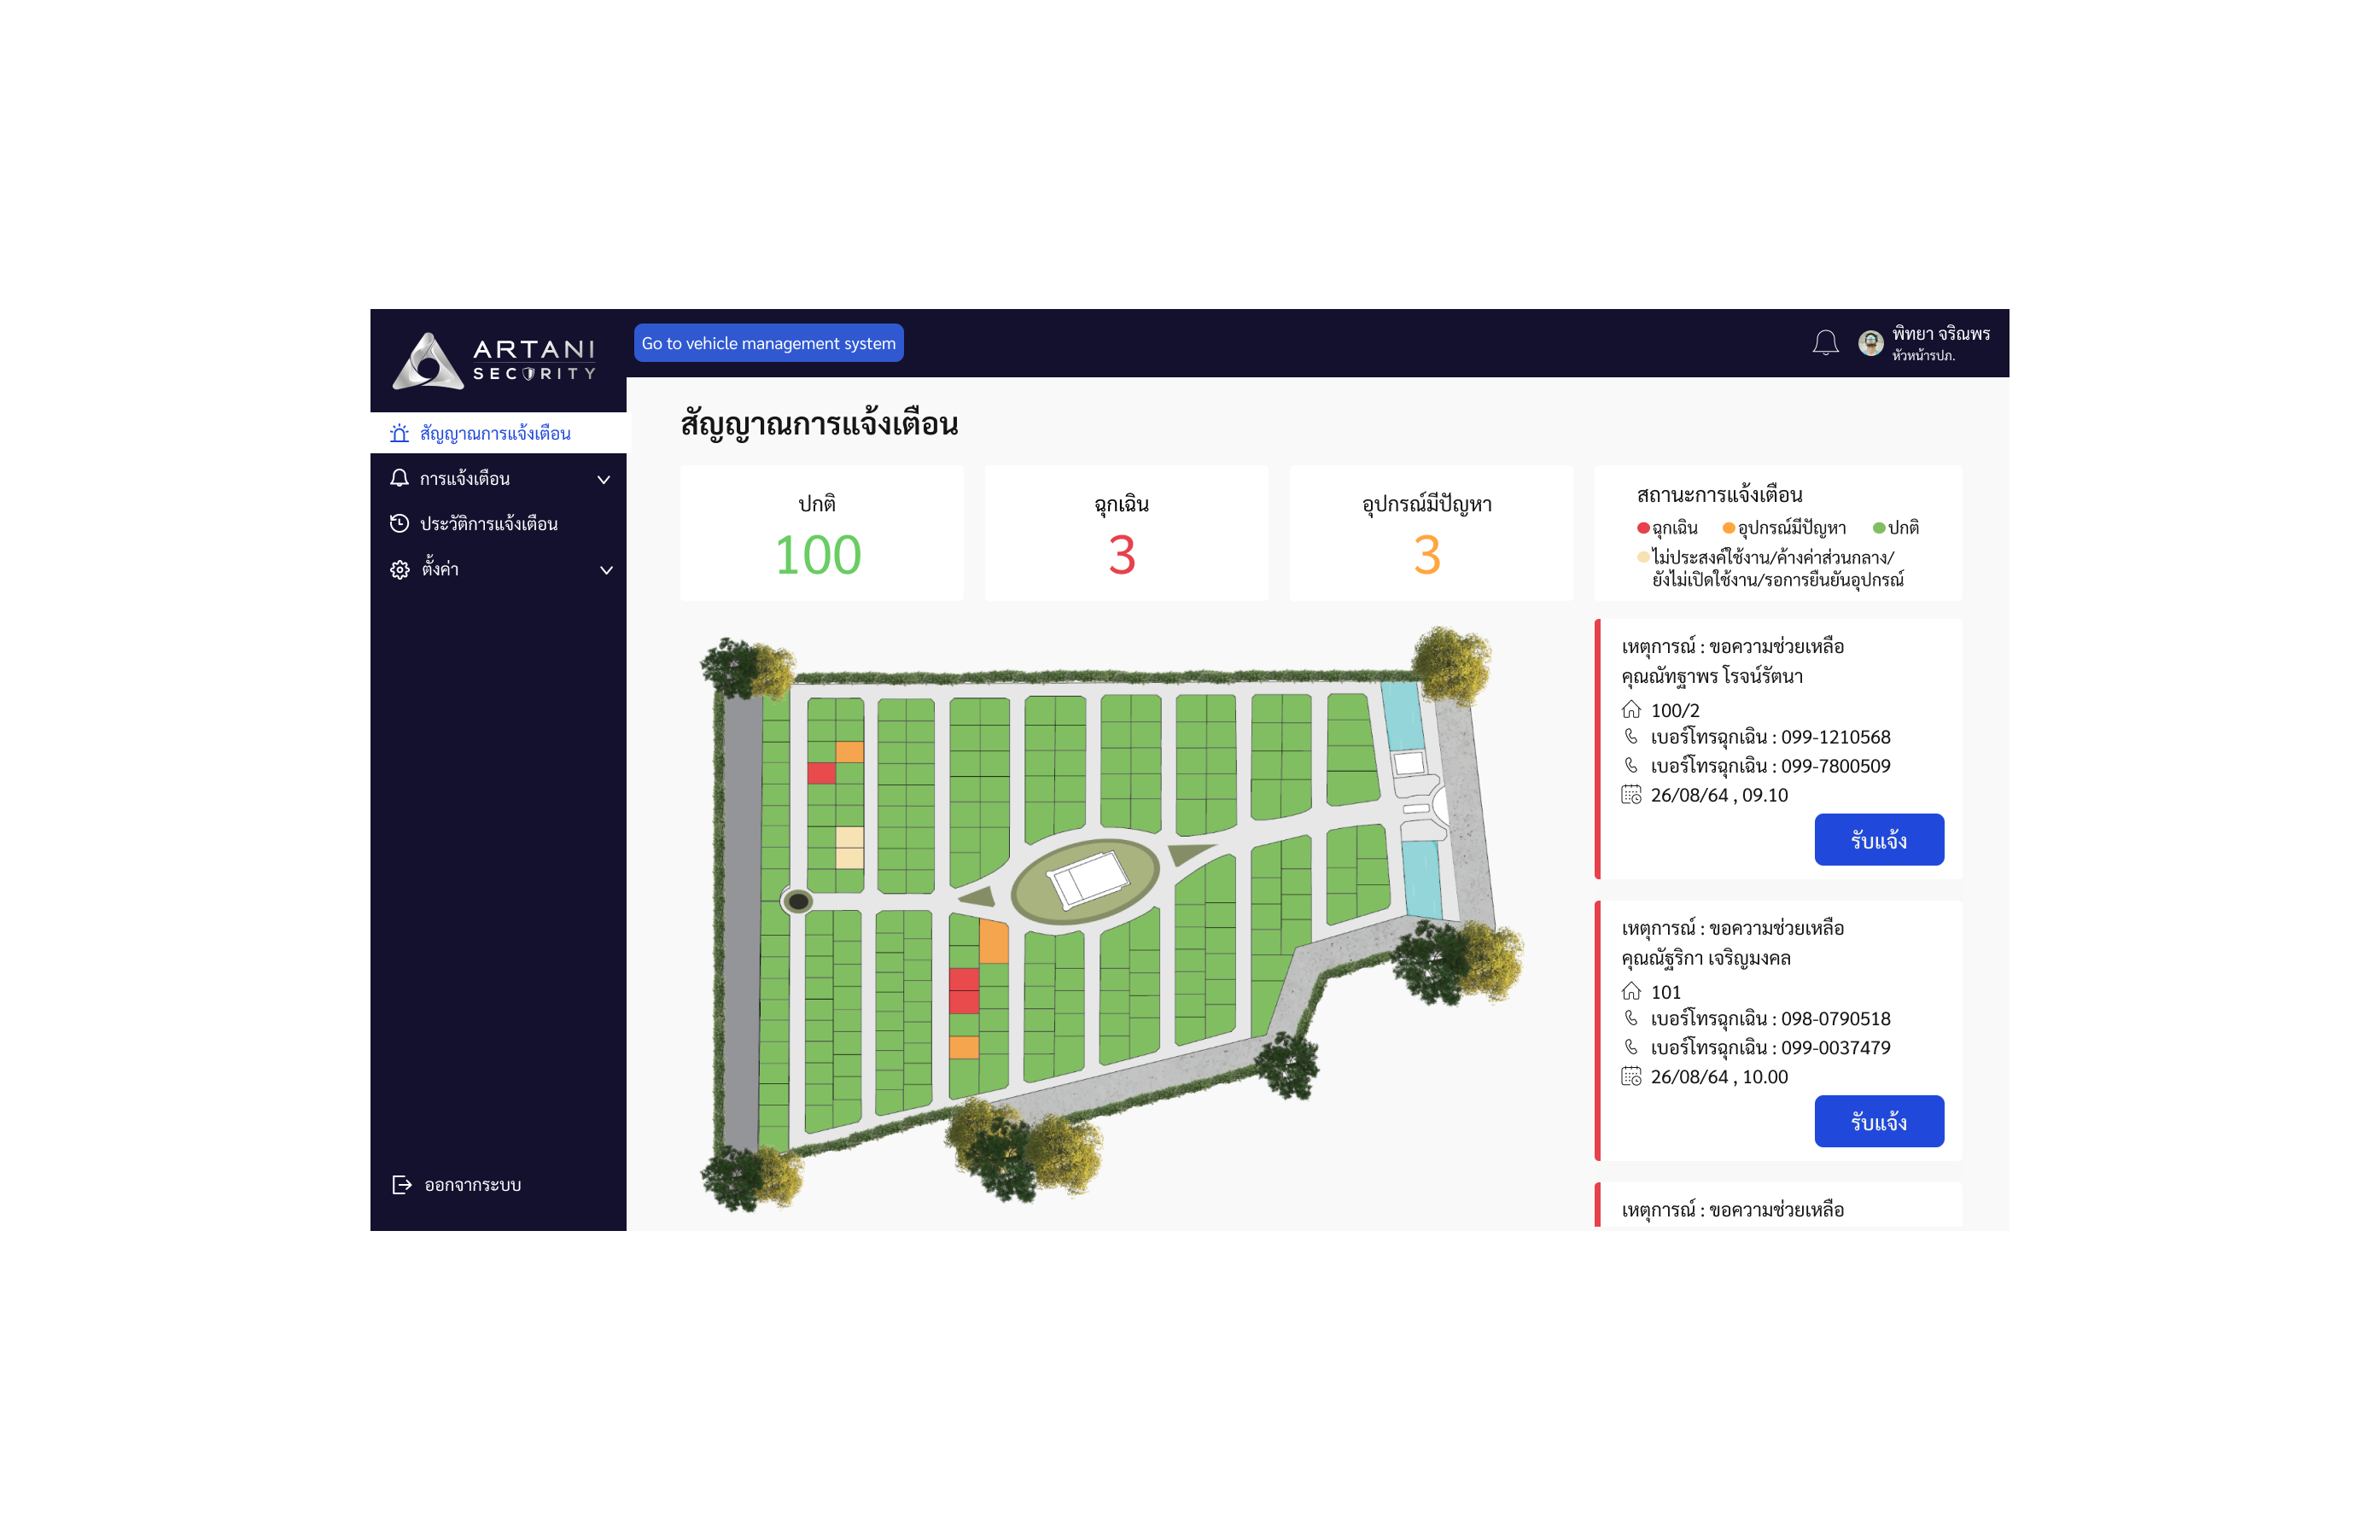 ARTANI
SECURITY
Go to vehicle management system
พิทยา จริณพร
หัวหน้ารปภ.
สัญญาณการแจ้งเตือน
การแจ้งเตือน
ประวัติการแจ้งเตือน
ตั้งค่า
ออกจากระบบ
สัญญาณการแจ้งเตือน
ปกติ
100
ฉุกเฉิน
3
อุปกรณ์มีปัญหา
3
สถานะการแจ้งเตือน
ฉุกเฉิน อุปกรณ์มีปัญหา ปกติ
ไม่ประสงค์ใช้งาน/ค้างค่าส่วนกลาง/
ยังไม่เปิดใช้งาน/รอการยืนยันอุปกรณ์
เหตุการณ์ : ขอความช่วยเหลือ
คุณณัทฐาพร โรจน์รัตนา
100/2
เบอร์โทรฉุกเฉิน : 099-1210568
เบอร์โทรฉุกเฉิน : 099-7800509
26/08/64 , 09.10
รับแจ้ง
เหตุการณ์ : ขอความช่วยเหลือ
คุณณัฐริกา เจริญมงคล
101
เบอร์โทรฉุกเฉิน : 098-0790518
เบอร์โทรฉุกเฉิน : 099-0037479
26/08/64 , 10.00
รับแจ้ง
เหตุการณ์ : ขอความช่วยเหลือ